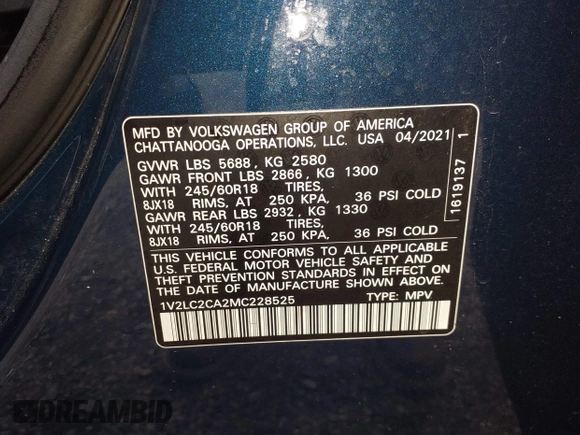 MFD BY VOLKSWAGEN GROUP OF AMERICA
CHATTANOOGA OPERATIONS, LLC. USA 04/2021
GVWR LBS 5688, KG 2580
GAWR FRONT LBS 2866, KG 1300
WITH 245/60R18 TIRES,
8JX18 RIMS, AT 250 KPA, 36 PSI COLD
GAWR REAR LBS 2932, KG 1330
WITH 245/60R18 TIRES,
8JX18 RIMS, AT 250 KPA, 36 PSI COLD
THIS VEHICLE CONFORMS TO ALL APPLICABLE
U.S. FEDERAL MOTOR VEHICLE SAFETY AND
THEFT PREVENTION STANDARDS IN EFFECT ON
THE DATE OF MANUFACTURE SHOWN ABOVE.
1V2LC2CA2MC228525 TYPE: MPV
1619137 1
DREAMBID